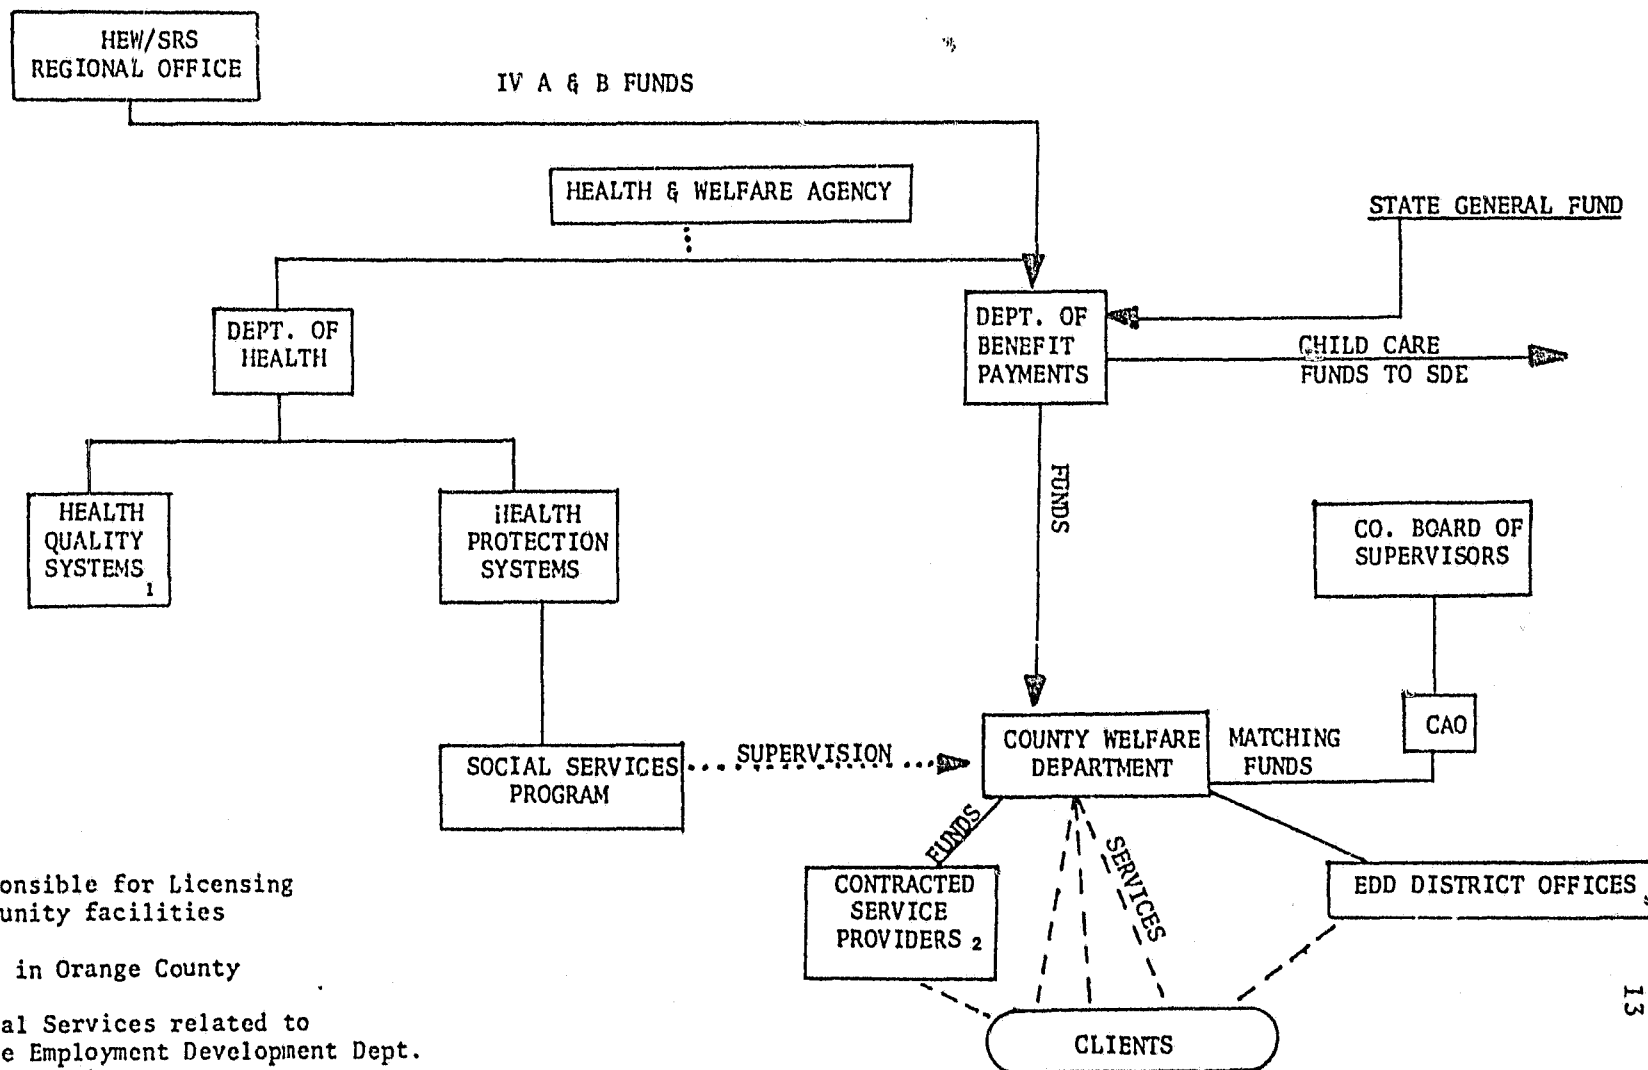 HEW/SRS
REGIONAL OFFICE
IV A & B FUNDS
HEALTH & WELFARE AGENCY
STATE GENERAL FUND
DEPT. OF
HEALTH
DEPT. OF
BENEFIT
PAYMENTS
CHILD CARE
FUNDS TO SDE
HEALTH
QUALITY
SYSTEMS 1
HEALTH
PROTECTION
SYSTEMS
FUNDS
CO. BOARD OF
SUPERVISORS
CAO
SOCIAL SERVICES
PROGRAM
SUPERVISION
COUNTY WELFARE
DEPARTMENT
MATCHING
FUNDS
FUNDS
SERVICES
CONTRACTED
SERVICE
PROVIDERS 2
EDD DISTRICT OFFICES
CLIENTS
onsible for Licensing
unity facilities
in Orange County
al Services related to
e Employment Development Dept.
13